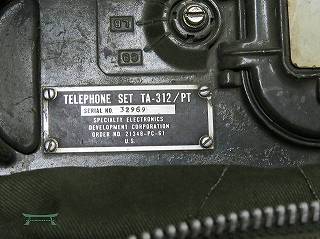 TELEPHONE SET TA-312/PT
SERIAL NO. 32969
SPECIALTY ELECTRONICS
DEVELOPMENT CORPORATION
ORDER NO. 21348-PC-61
U.S.